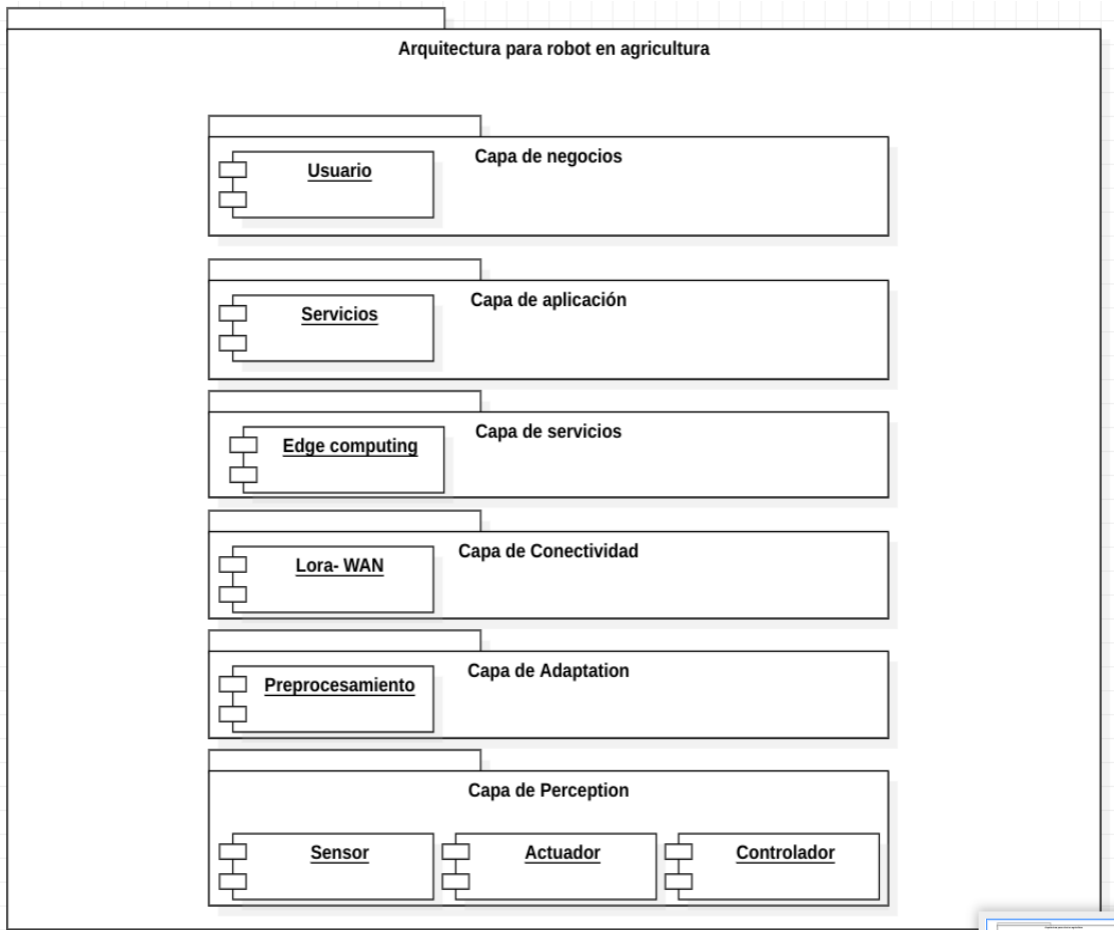 Arquitectura para robot en agricultura
Capa de negocios
Usuario
Capa de aplicación
Servicios
Capa de servicios
Edge computing
Capa de Conectividad
Lora- WAN
Capa de Adaptation
Preprocesamiento
Capa de Perception
Sensor
Actuador
Controlador